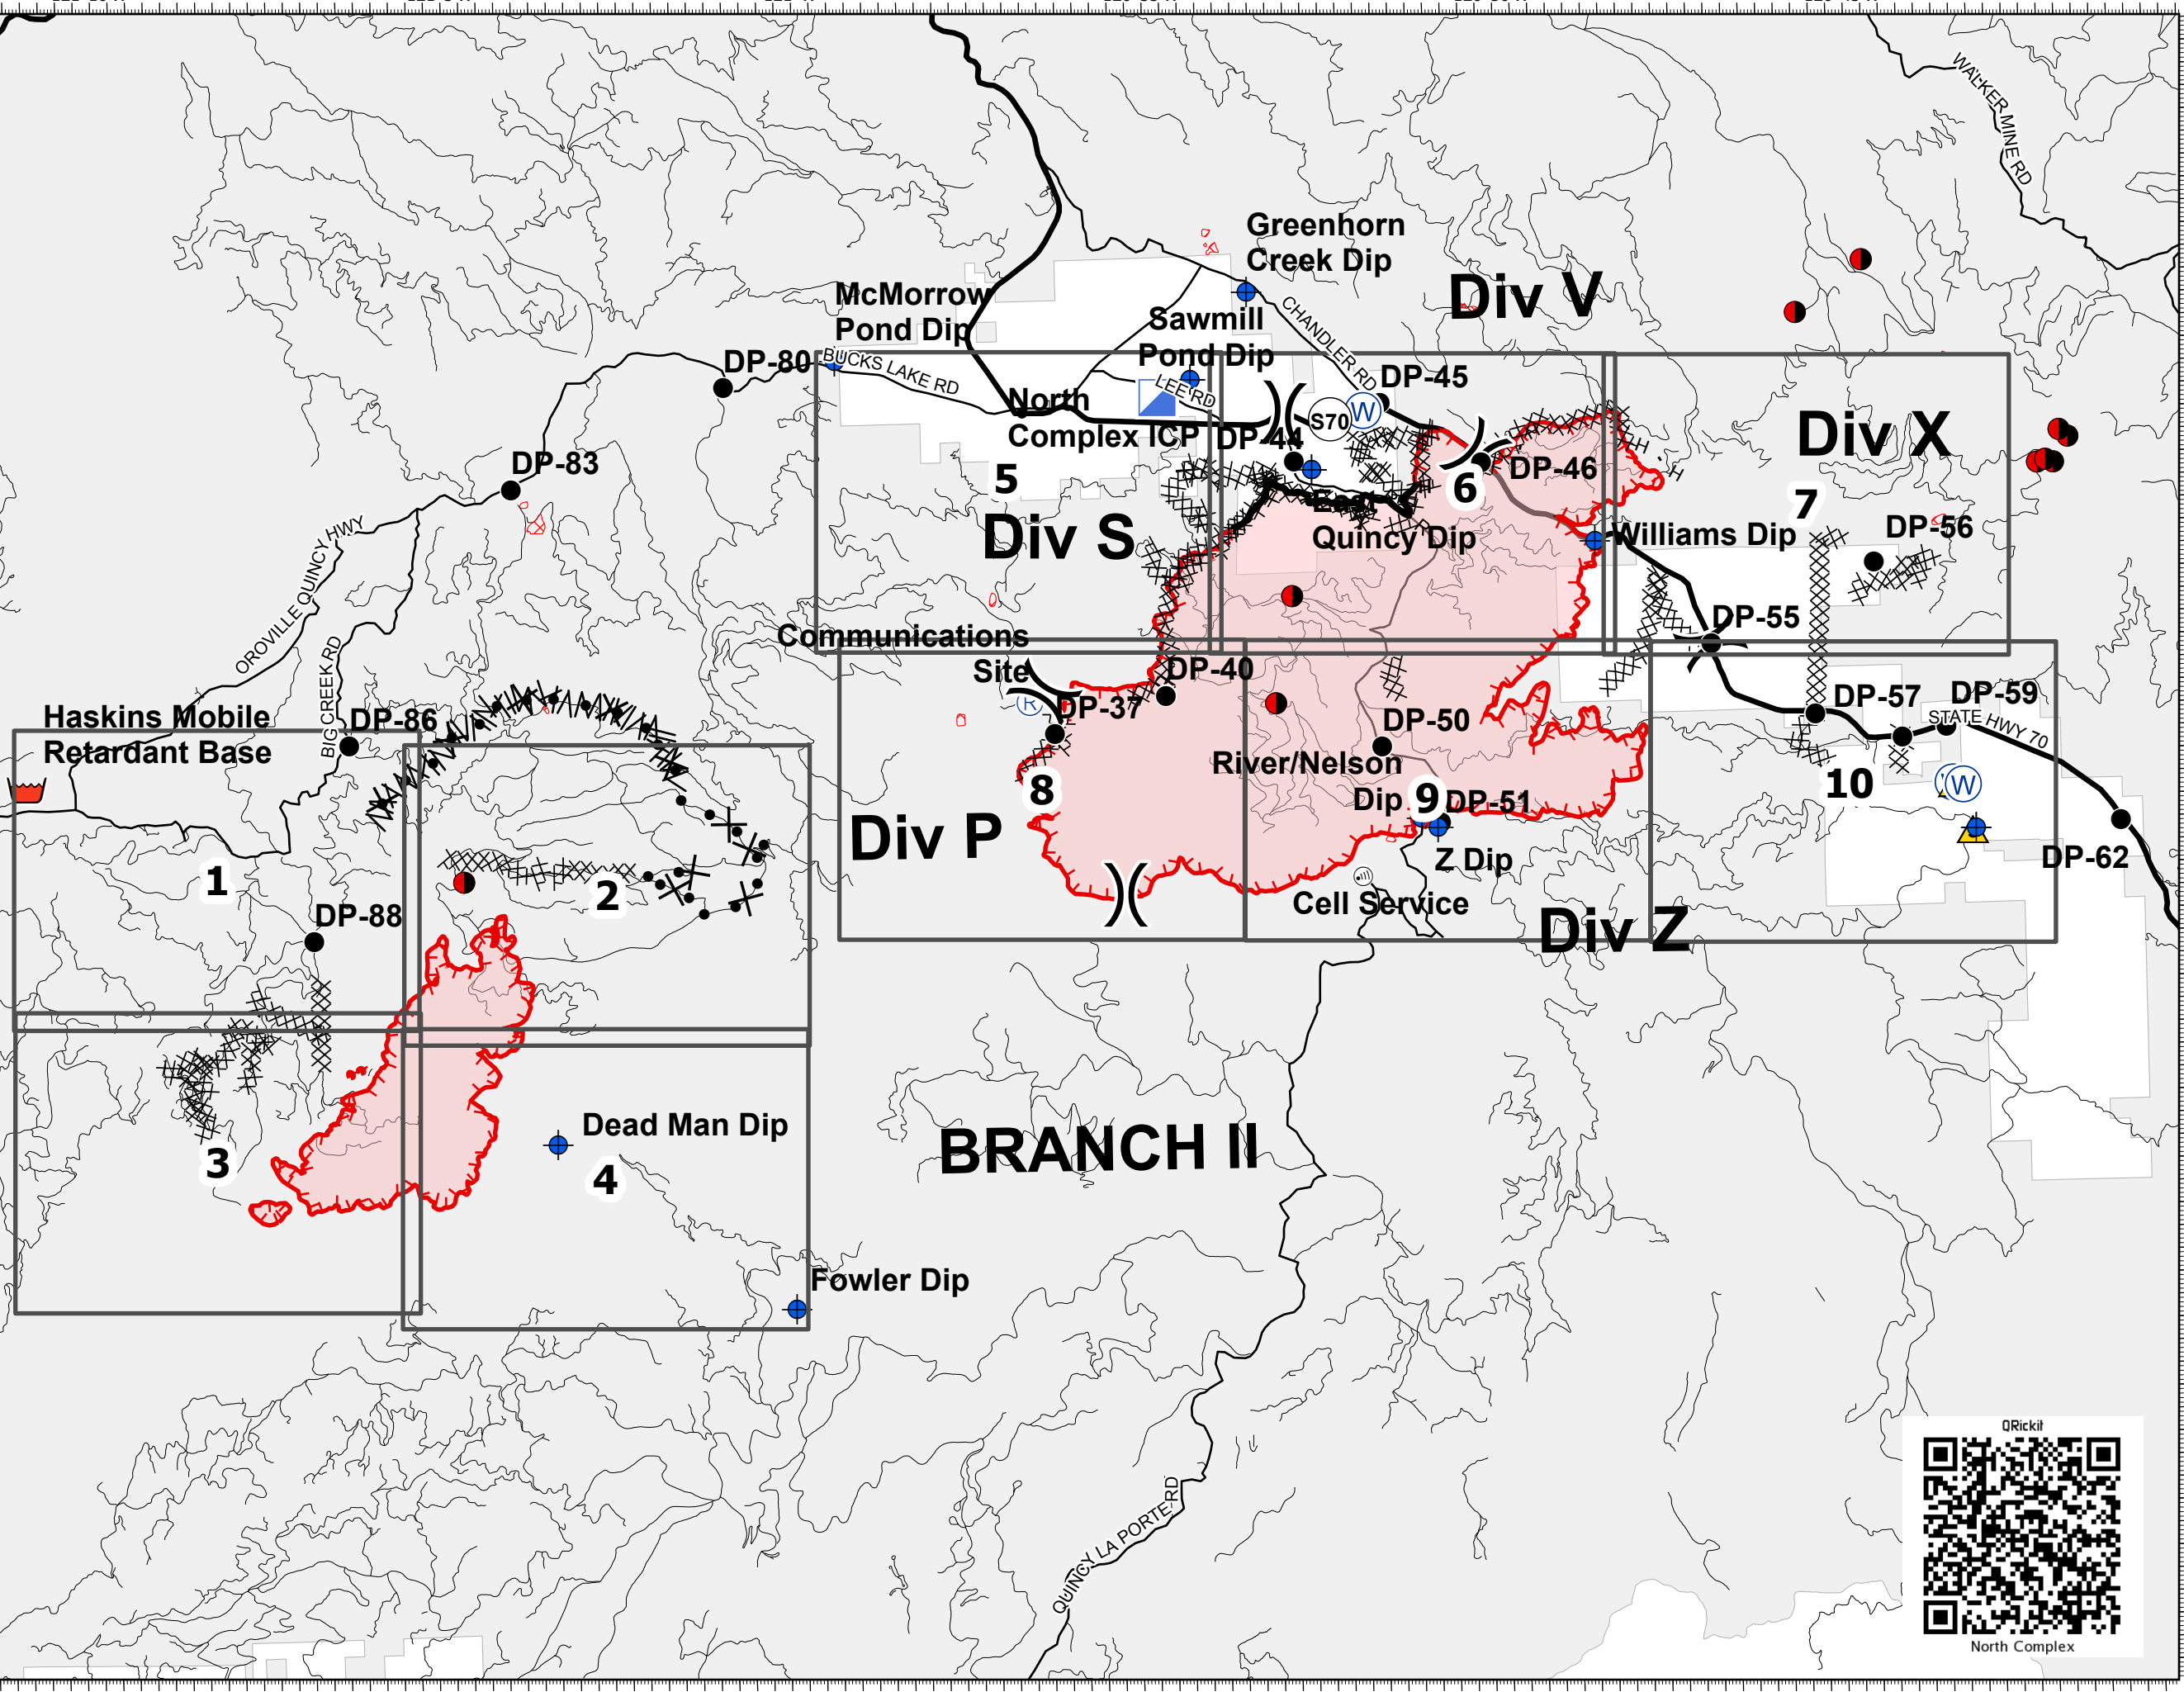 WALKER MINE RD
Greenhorn
Creek Dip
Div V
McMorrow
Pond Dip
CHANDLER RD
Sawmill
Pond Dip
DP-80
BUCKS LAKE RD
LEE RD
DP-45
North
Complex ICP
S70
W
DP-44
Div X
DP-83
DP-46
5
6
7
East
Quincy Dip
Div S
Williams Dip
DP-56
OROVILLE QUINCY HWY
BIG CREEK RD
Communications
Site
R
DP-40
DP-37
DP-55
DP-57
DP-59
STATE HWY 70
Haskins Mobile
Retardant Base
DP-86
DP-50
River/Nelson
Dip
8
9
DP-51
10
W
Div P
Z Dip
DP-62
1
2
Cell Service
DP-88
Div Z
Dead Man Dip
BRANCH II
3
4
Fowler Dip
QUINCY LA PORTE RD
QRickit
North Complex